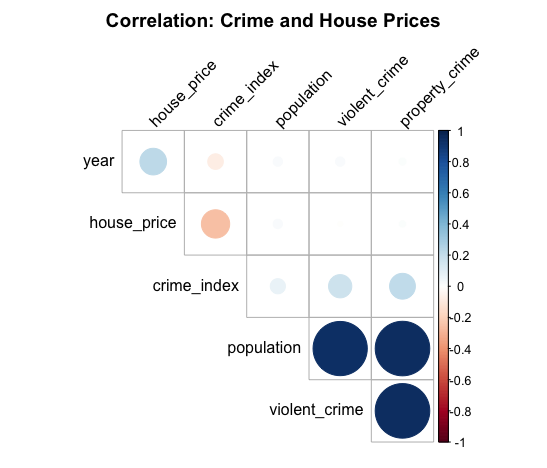 Correlation: Crime and House Prices
house_price
crime_index
population
violent_crime
property_crime
year
house_price
crime_index
population
violent_crime
1
0.8
0.6
0.4
0.2
0
-0.2
-0.4
-0.6
-0.8
-1